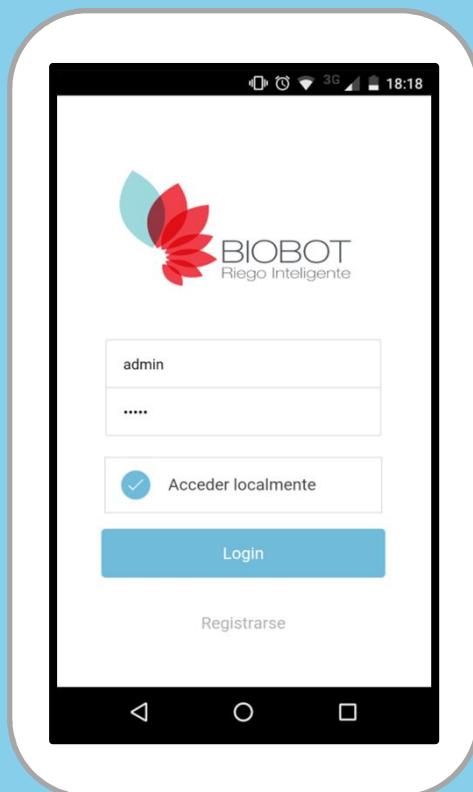 3G 18:18
BIOBOT
Riego Inteligente
admin
•••••
Acceder localmente
Login
Registrarse